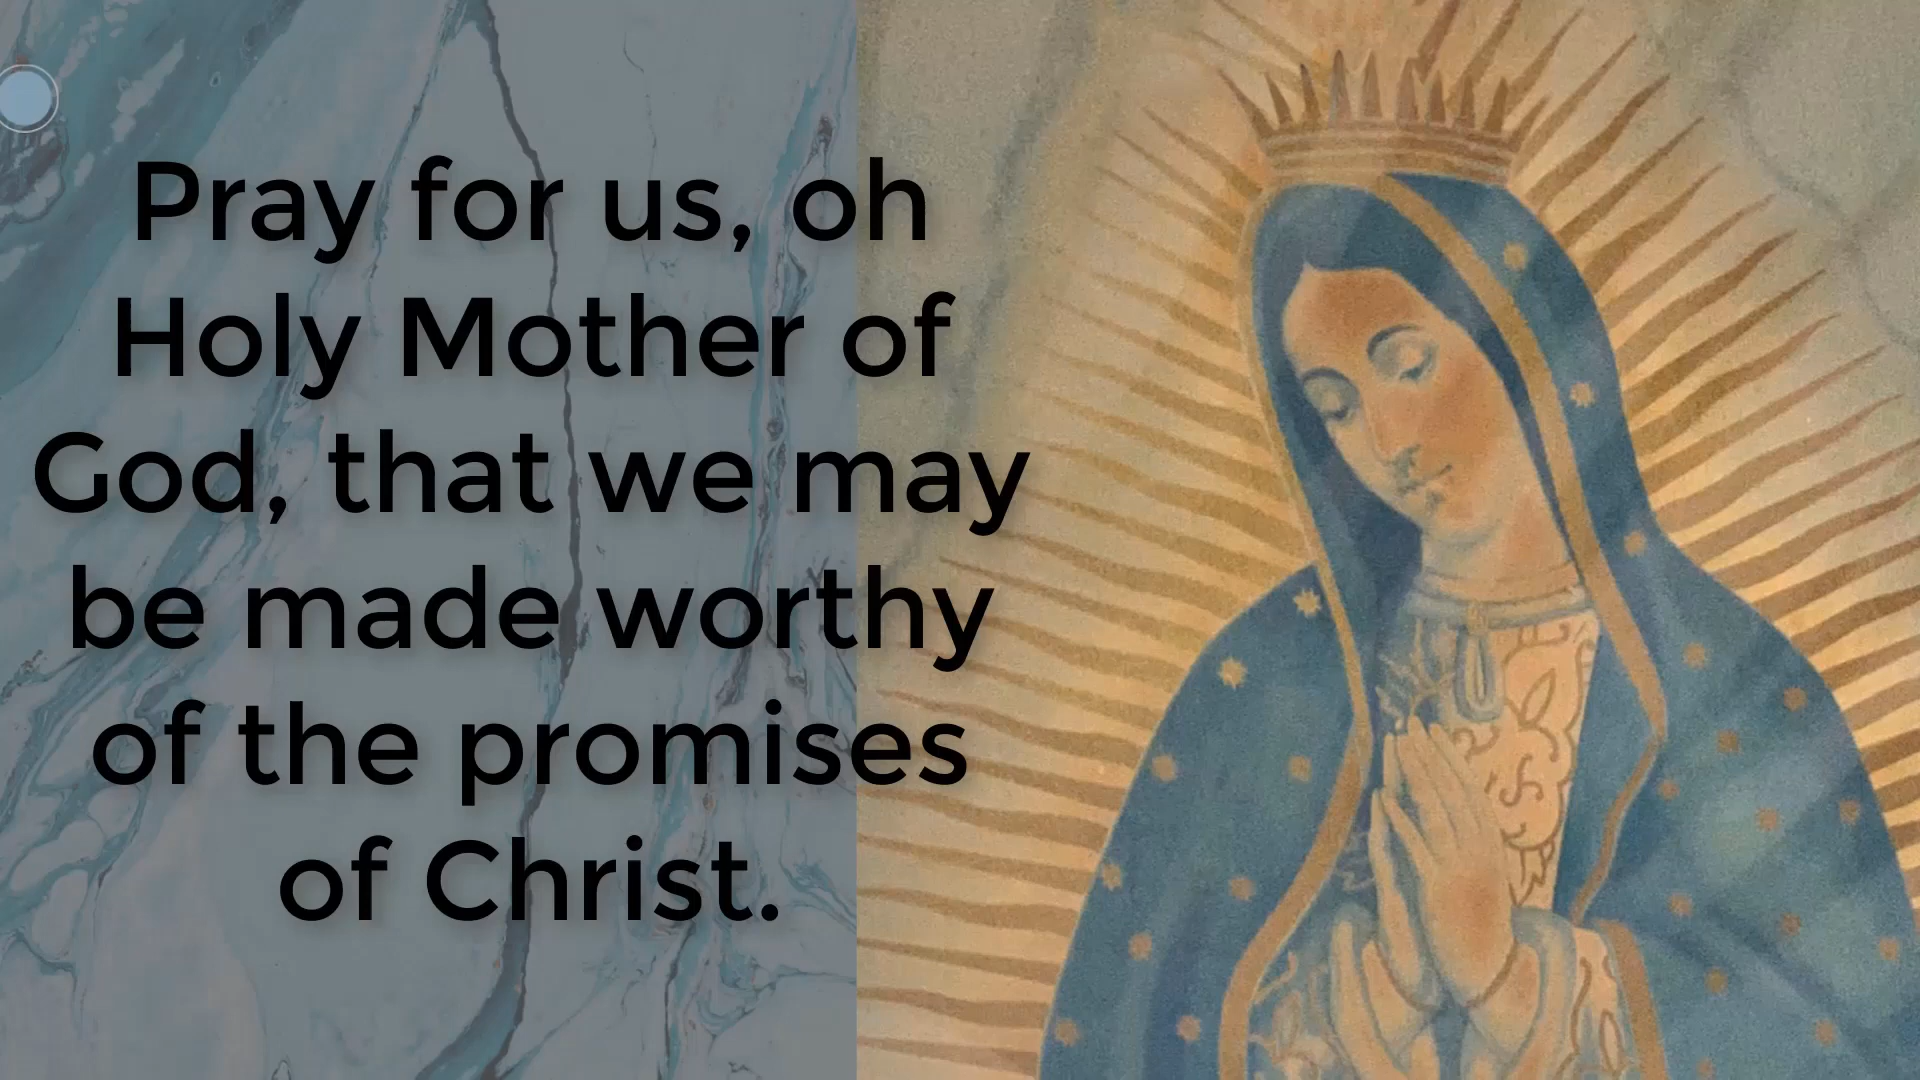 Pray for us, oh
Holy Mother of
God, that we may
be made worthy
of the promises
of Christ.